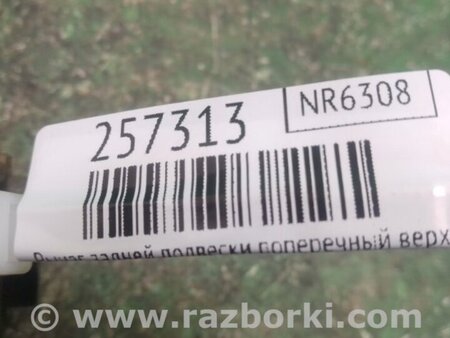 NR6308
257313
Рычаг задней подвески поперечный верх
© www.razborki.com